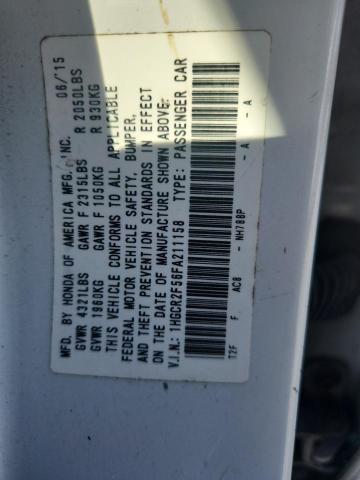 MFD. BY HONDA OF AMERICA MFG., INC. 06/15
GVWR 4321LBS GAWR F 2315LBS R 2050LBS
GVWR 1960KG GAWR F 1050KG R 930KG
THIS VEHICLE CONFORMS TO ALL APPLICABLE
FEDERAL MOTOR VEHICLE SAFETY, BUMPER,
AND THEFT PREVENTION STANDARDS IN EFFECT
ON THE DATE OF MANUFACTURE SHOWN ABOVE.
V.I.N.: 1HGCR2F56FA211158 TYPE: PASSENGER CAR
T2F F AC8 - NH788P - A - A